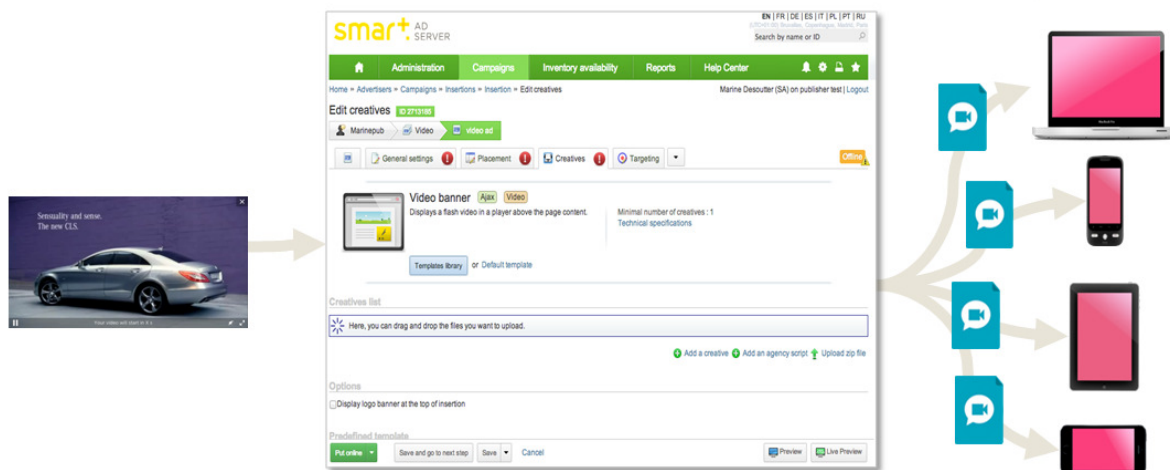 Sensuality and sense.
The new CLS.
Your video will start in 4 s
smart AD SERVER
EN | FR | DE | ES | IT | PL | PT | RU
Search by name or ID
Administration Campaigns Inventory availability Reports Help Center
Home » Advertisers » Campaigns » Insertions » Insertion » Edit creatives Marine Desoutter (SA) on publisher test | Logout
Edit creatives ID 2713185
Marinepub Video video ad
General settings Placement Creatives Targeting Offline
Video banner Ajax Video
Displays a flash video in a player above the page content. Minimal number of creatives : 1
Technical specifications
Templates library or Default template
Creatives list
Here, you can drag and drop the files you want to upload.
Add a creative Add an agency script Upload zip file
Options
Display logo banner at the top of insertion
Predefined template
Put online Save and go to next step Save Cancel Preview Live Preview